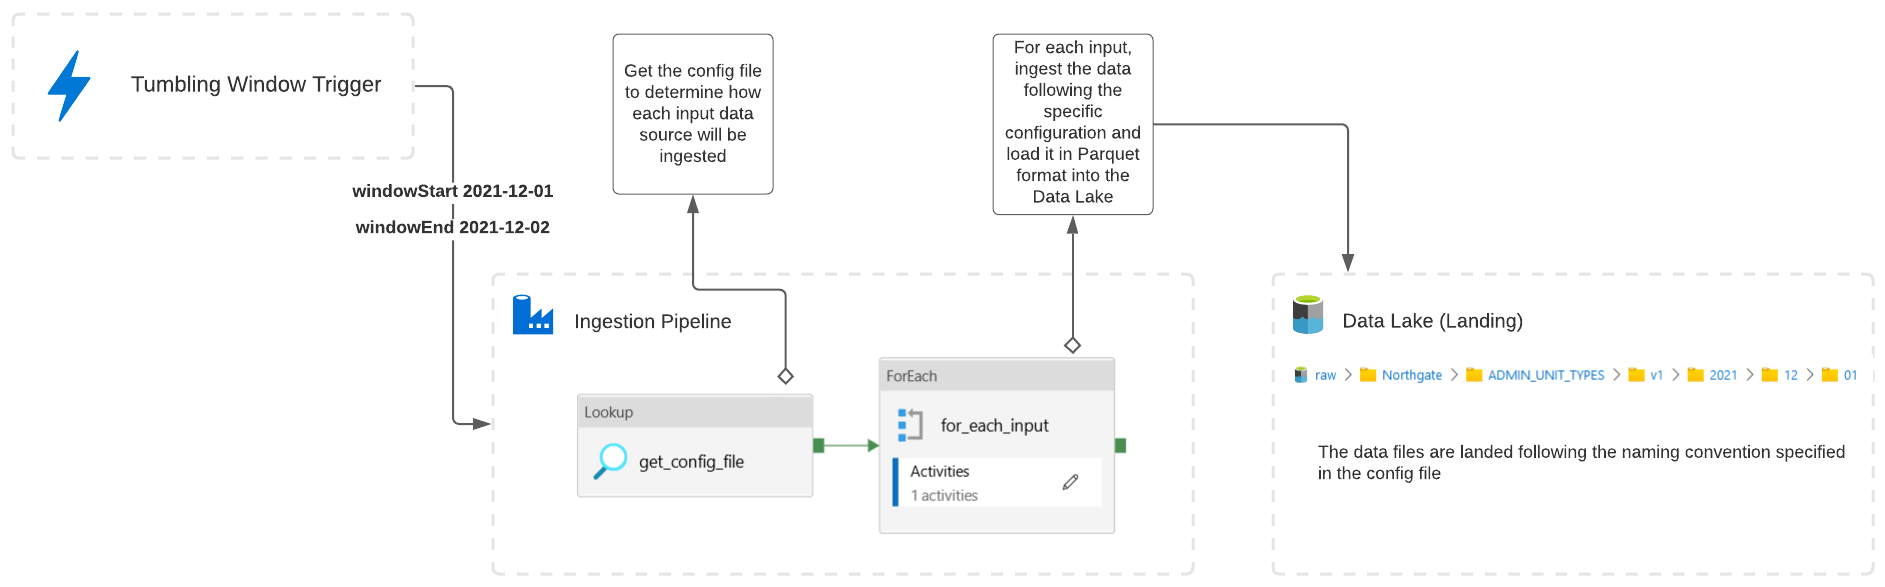 Tumbling Window Trigger
windowStart 2021-12-01
windowEnd 2021-12-02
Get the config file
to determine how
each input data
source will be
ingested
For each input,
ingest the data
following the
specific
configuration and
load it in Parquet
format into the
Data Lake
Ingestion Pipeline
Lookup
get_config_file
ForEach
for_each_input
Activities
1 activities
Data Lake (Landing)
raw > Northgate > ADMIN_UNIT_TYPES > v1 > 2021 > 12 > 01
The data files are landed following the naming convention specified
in the config file